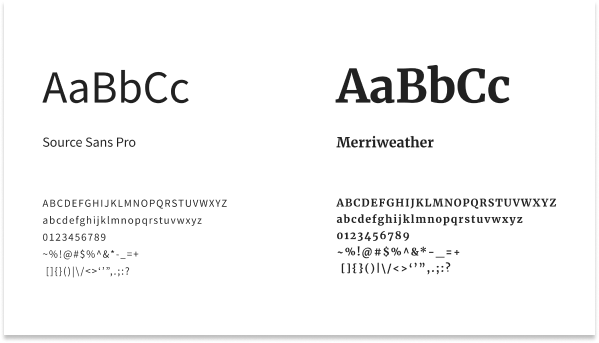 AaBbCc
Source Sans Pro
ABCDEFGHIJKLMNOPQRSTUVWXYZ
abcdefghijklmnopqrstuvwxyz
0123456789
~%!@#$%^&*-_=+
[]{}()|\/<>‘’”,.;:?
AaBbCc
Merriweather
ABCDEFGHIJKLMNOPQRSTUVWXYZ
abcdefghijklmnopqrstuvwxyz
0123456789
~%!@#$%^&*-_=+
[]{}()|\/<>‘’”,.;:?